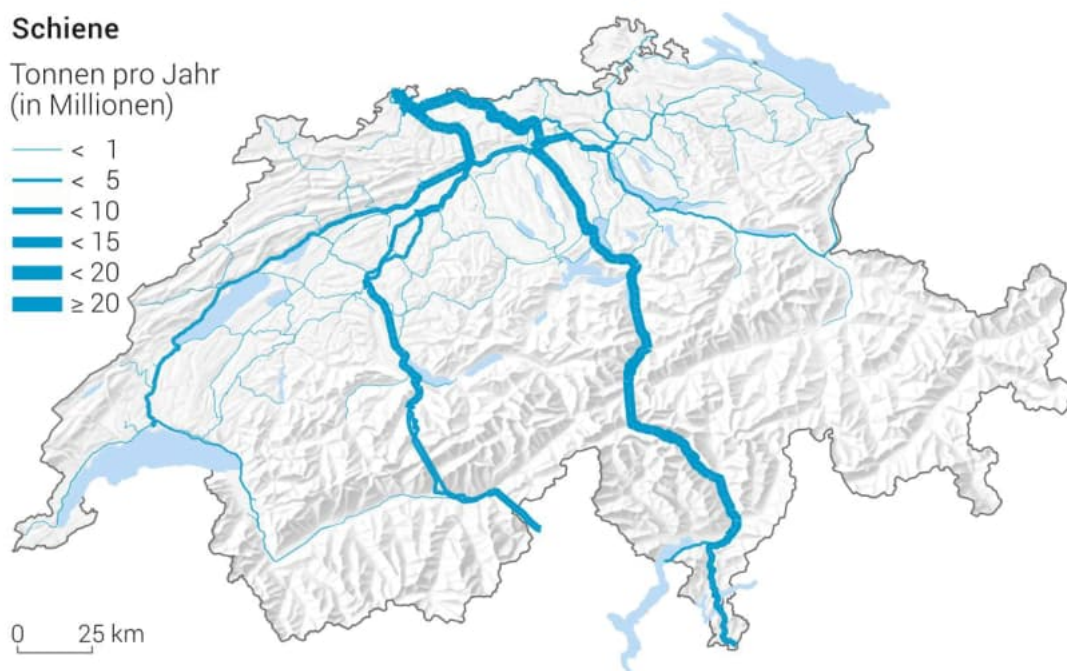 Schiene
Tonnen pro Jahr
(in Millionen)
< 1
< 5
< 10
< 15
< 20
≥ 20
0 25 km